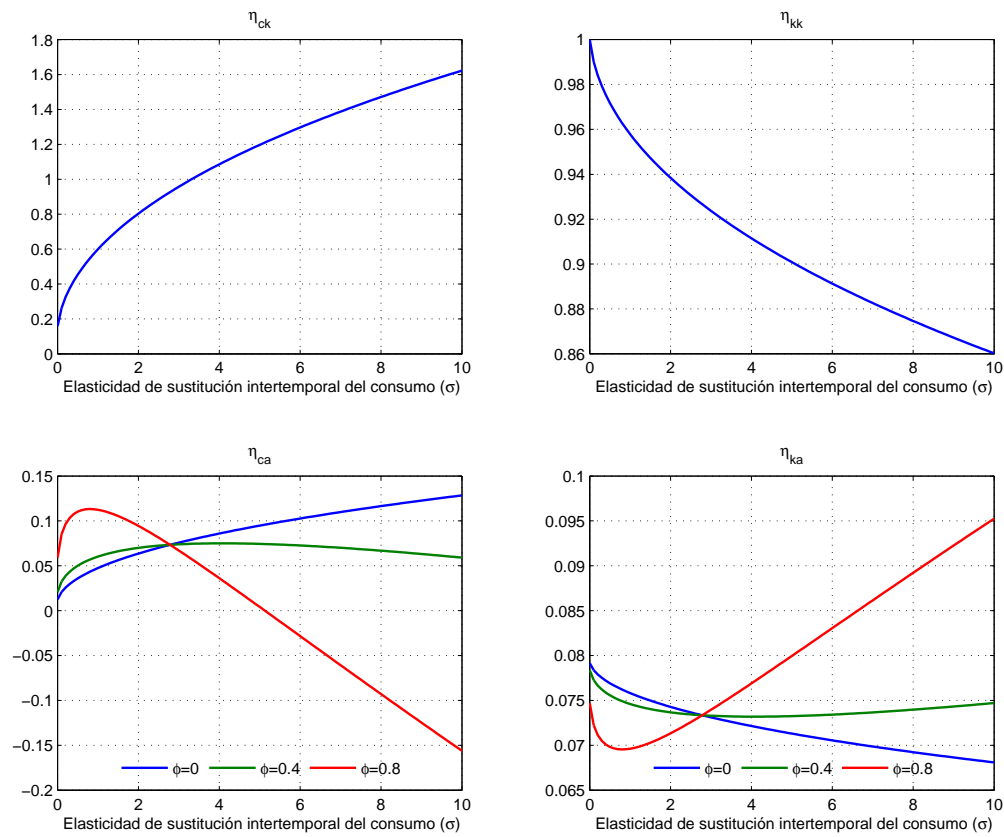 η_ck
1.8
1.6
1.4
1.2
1
0.8
0.6
0.4
0.2
0
0 2 4 6 8 10
Elasticidad de sustitución intertemporal del consumo (σ)
η_kk
1
0.98
0.96
0.94
0.92
0.9
0.88
0.86
0 2 4 6 8 10
Elasticidad de sustitución intertemporal del consumo (σ)
η_ca
0.15
0.1
0.05
0
−0.05
−0.1
−0.15
−0.2
φ=0 φ=0.4 φ=0.8
0 2 4 6 8 10
Elasticidad de sustitución intertemporal del consumo (σ)
η_ka
0.1
0.095
0.09
0.085
0.08
0.075
0.07
0.065
φ=0 φ=0.4 φ=0.8
0 2 4 6 8 10
Elasticidad de sustitución intertemporal del consumo (σ)